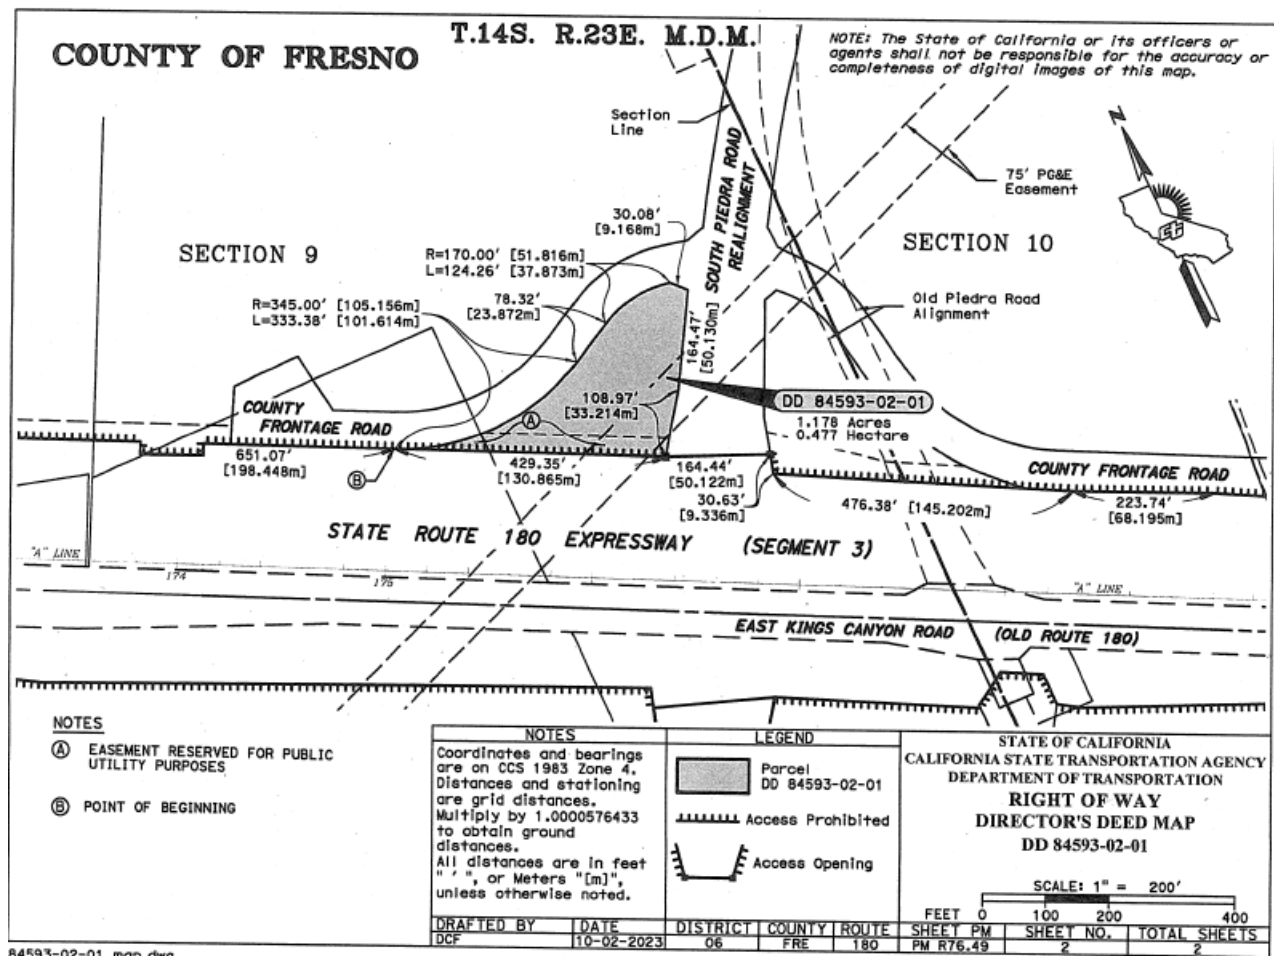 T.14S. R.23E. M.D.M.
COUNTY OF FRESNO
NOTE: The State of California or its officers or
agents shall not be responsible for the accuracy or
completeness of digital images of this map.
Section
Line
N
75' PG&E
Easement
SOUTH PIEDRA ROAD
REALIGNMENT
30.08'
[9.168m]
SECTION 9
SECTION 10
R=170.00' [51.816m]
L=124.26' [37.873m]
78.32'
[23.872m]
R=345.00' [105.156m]
L=333.38' [101.614m]
Old Piedra Road
Alignment
164.47'
[50.130m]
108.97'
[33.214m]
DD 84593-02-01
1.178 Acres
0.477 Hectare
A
COUNTY
FRONTAGE ROAD
651.07'
[198.448m]
B
429.35'
[130.865m]
164.44'
[50.122m]
30.63'
[9.336m]
476.38' [145.202m]
COUNTY FRONTAGE ROAD
223.74'
[68.195m]
STATE ROUTE 180 EXPRESSWAY (SEGMENT 3)
"A" LINE
174
175
"A" LINE
EAST KINGS CANYON ROAD (OLD ROUTE 180)
NOTES
A EASEMENT RESERVED FOR PUBLIC
UTILITY PURPOSES
B POINT OF BEGINNING
NOTES
Coordinates and bearings
are on CCS 1983 Zone 4.
Distances and stationing
are grid distances.
Multiply by 1.0000576433
to obtain ground
distances.
All distances are in feet
" ' ", or Meters "[m]",
unless otherwise noted.
LEGEND
Parcel
DD 84593-02-01
Access Prohibited
Access Opening
STATE OF CALIFORNIA
CALIFORNIA STATE TRANSPORTATION AGENCY
DEPARTMENT OF TRANSPORTATION
RIGHT OF WAY
DIRECTOR'S DEED MAP
DD 84593-02-01
SCALE: 1" = 200'
FEET 0 100 200 400
DRAFTED BY DATE DISTRICT COUNTY ROUTE SHEET PM SHEET NO. TOTAL SHEETS
DCF 10-02-2023 06 FRE 180 PM R76.49 2 2
84593-02-01 map.dwg